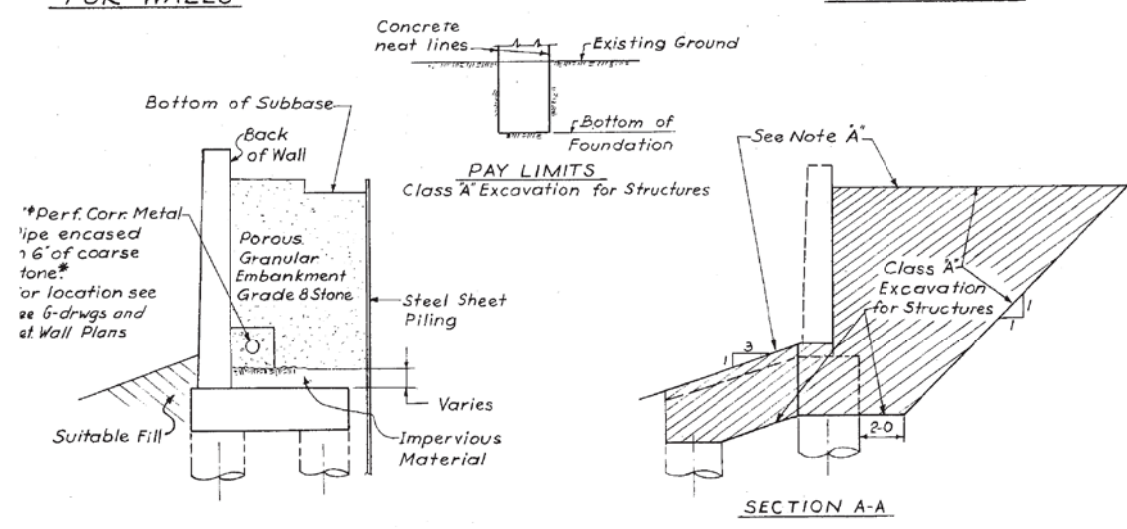 FOR WALLS
Concrete
neat lines
Existing Ground
Bottom of
Foundation
PAY LIMITS
Class "A" Excavation for Structures
Bottom of Subbase
Back
of Wall
Perf. Corr. Metal
ipe encased
6" of coarse
tone.*
or location see
G-drwgs and
Wall Plans
Porous
Granular
Embankment
Grade 8 Stone
Steel Sheet
Piling
Varies
Suitable Fill
Impervious
Material
See Note "A"
Class "A"
Excavation
for Structures
1
1
3
1
2-0
SECTION A-A